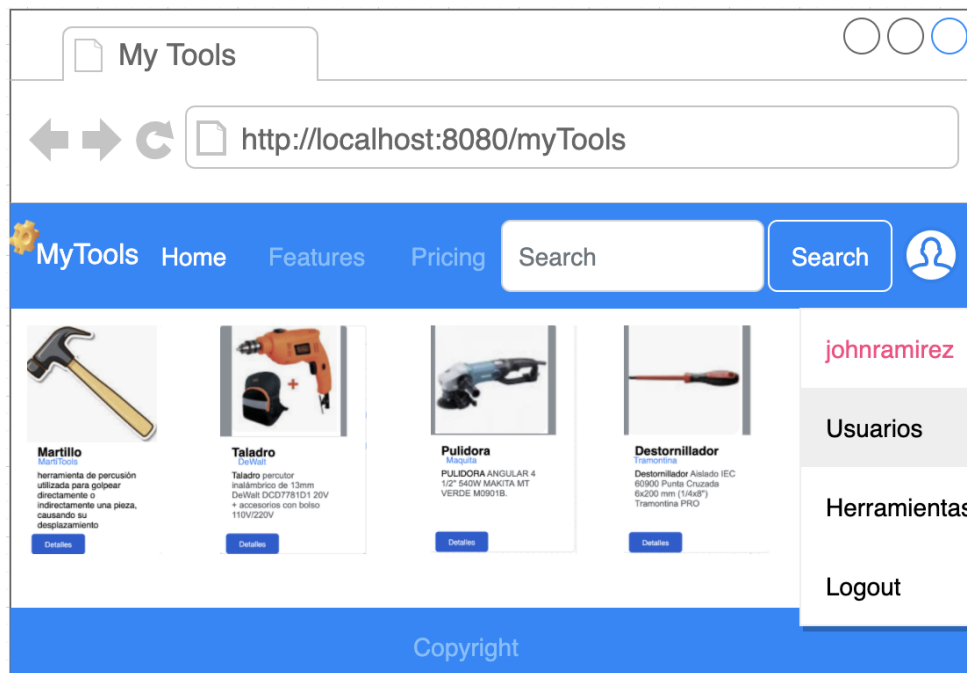 My Tools
http://localhost:8080/myTools
MyTools Home Features Pricing Search Search
johnramirez
Usuarios
Herramientas
Logout
Martillo
MartiTools
herramienta de percusión
utilizada para golpear
directamente o
indirectamente una pieza,
causando su
desplazamiento
Detalles
Taladro
DeWalt
Taladro percutor
inalámbrico de 13mm
DeWalt DCD7781D1 20V
+ accesorios con bolso
110V/220V
Detalles
Pulidora
Maquita
PULIDORA ANGULAR 4
1/2" 540W MAKITA MT
VERDE M0901B.
Detalles
Destornillador
Tramontina
Destornillador Aislado IEC
60900 Punta Cruzada
6x200 mm (1/4x8")
Tramontina PRO
Detalles
Copyright